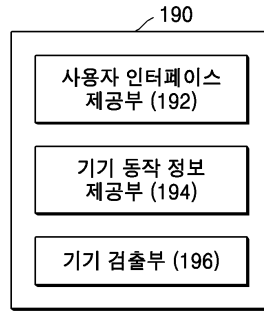 190
사용자 인터페이스
제공부 (192)
기기 동작 정보
제공부 (194)
기기 검출부 (196)